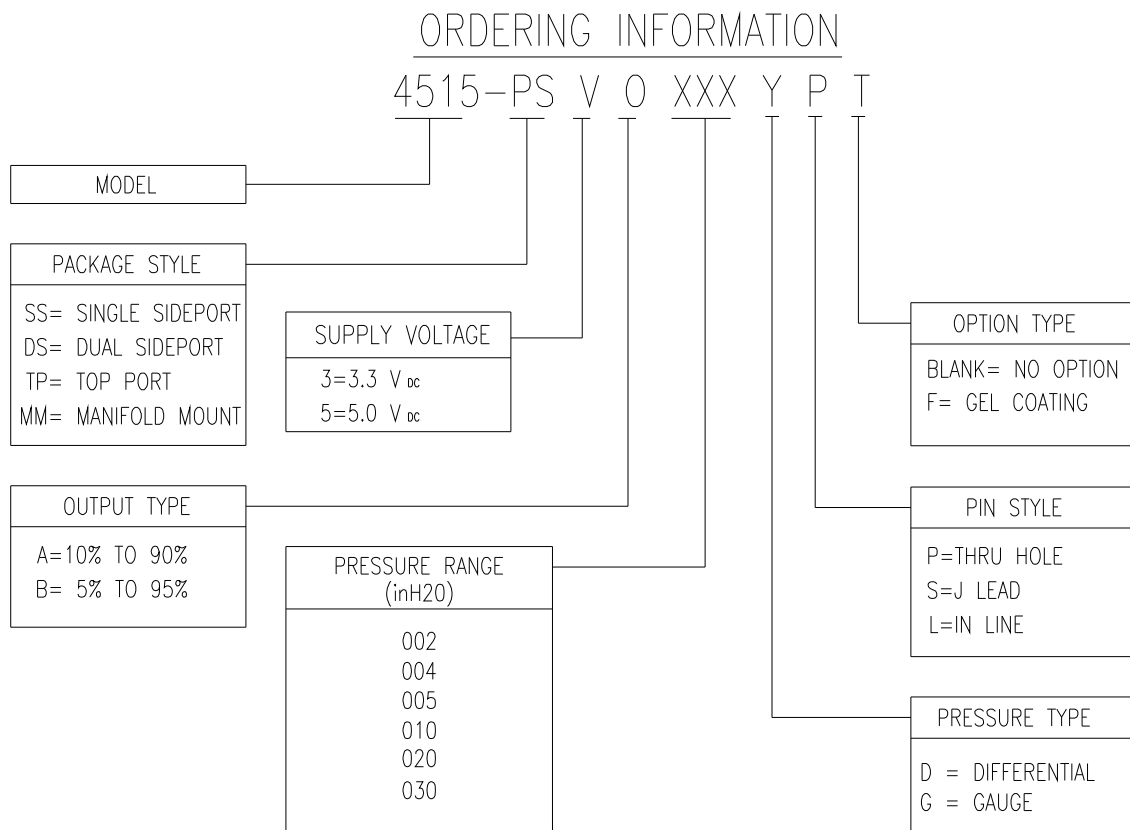 ORDERING INFORMATION
4515-PS V O XXX Y P T
MODEL
PACKAGE STYLE
SS= SINGLE SIDEPORT
DS= DUAL SIDEPORT
TP= TOP PORT
MM= MANIFOLD MOUNT
SUPPLY VOLTAGE
3=3.3 V DC
5=5.0 V DC
OUTPUT TYPE
A=10% TO 90%
B= 5% TO 95%
PRESSURE RANGE
(inH20)
002
004
005
010
020
030
OPTION TYPE
BLANK= NO OPTION
F= GEL COATING
PIN STYLE
P=THRU HOLE
S=J LEAD
L=IN LINE
PRESSURE TYPE
D = DIFFERENTIAL
G = GAUGE